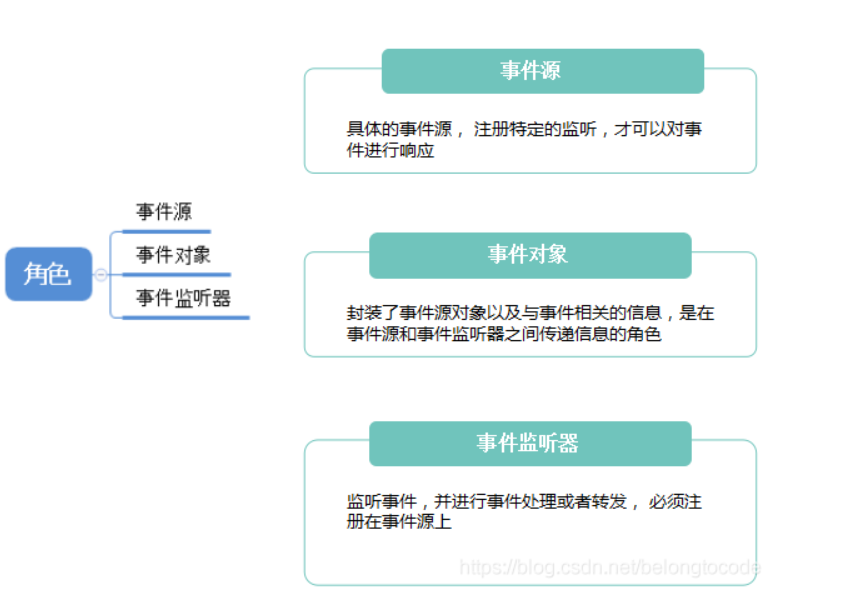 角色
事件源
事件对象
事件监听器
事件源
具体的事件源， 注册特定的监听，才可以对事
件进行响应
事件对象
封装了事件源对象以及与事件相关的信息，是在
事件源和事件监听器之间传递信息的角色
事件监听器
监听事件，并进行事件处理或者转发， 必须注
册在事件源上
https://blog.csdn.net/belongtocode